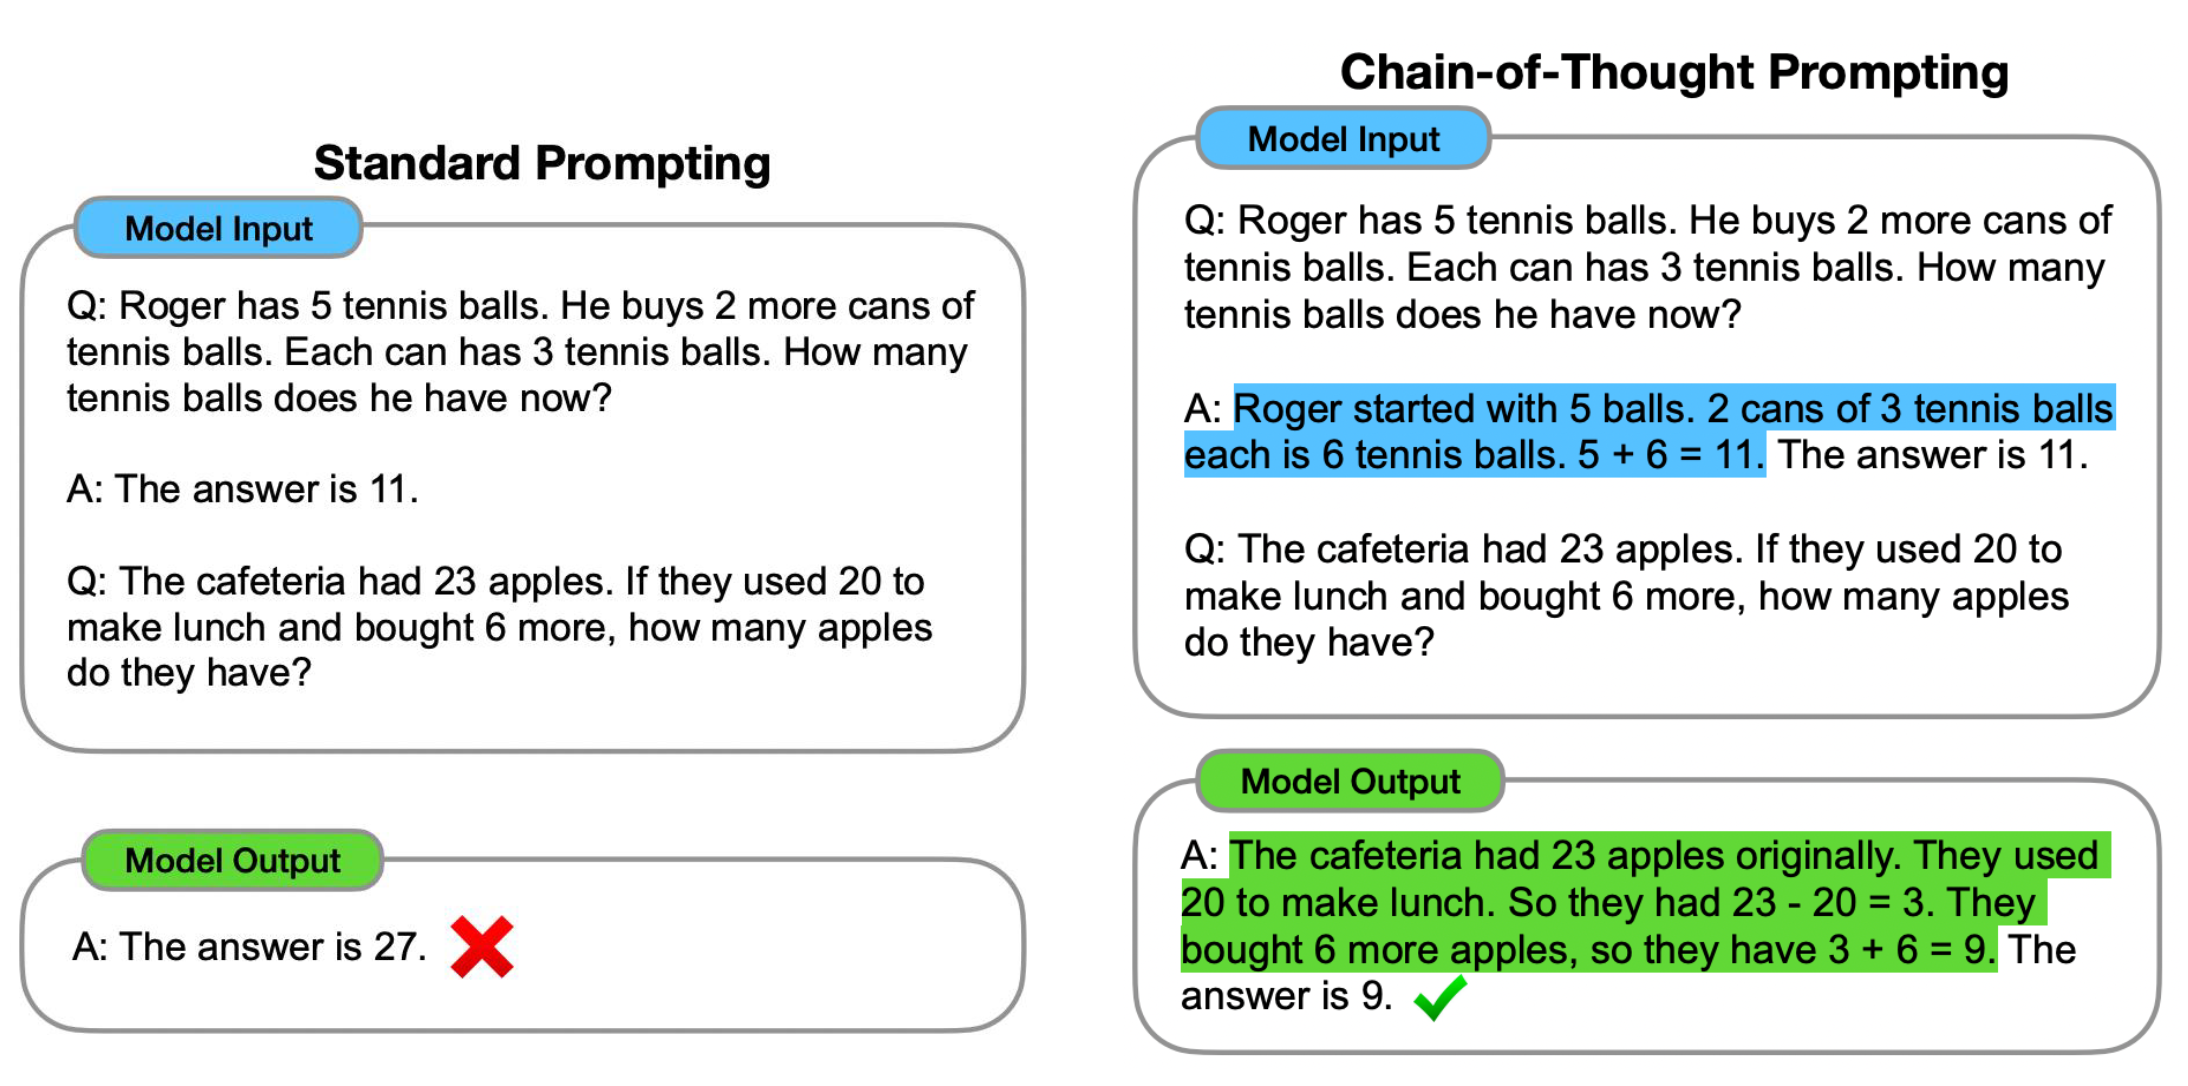 Standard Prompting
Model Input
Q: Roger has 5 tennis balls. He buys 2 more cans of
tennis balls. Each can has 3 tennis balls. How many
tennis balls does he have now?
A: The answer is 11.
Q: The cafeteria had 23 apples. If they used 20 to
make lunch and bought 6 more, how many apples
do they have?
Model Output
A: The answer is 27.
Chain-of-Thought Prompting
Model Input
Q: Roger has 5 tennis balls. He buys 2 more cans of
tennis balls. Each can has 3 tennis balls. How many
tennis balls does he have now?
A: Roger started with 5 balls. 2 cans of 3 tennis balls
each is 6 tennis balls. 5 + 6 = 11. The answer is 11.
Q: The cafeteria had 23 apples. If they used 20 to
make lunch and bought 6 more, how many apples
do they have?
Model Output
A: The cafeteria had 23 apples originally. They used
20 to make lunch. So they had 23 - 20 = 3. They
bought 6 more apples, so they have 3 + 6 = 9. The
answer is 9.